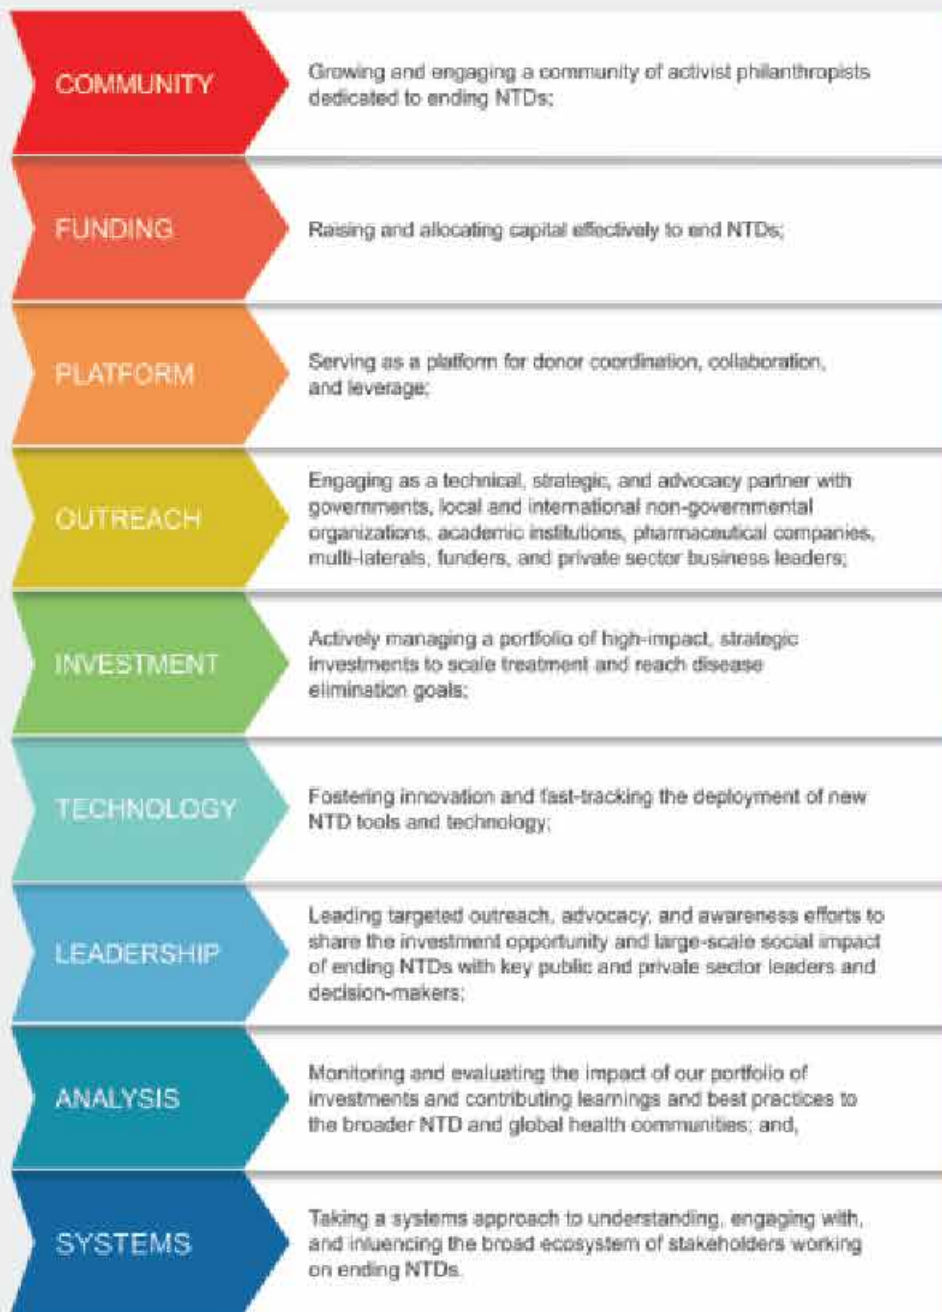 COMMUNITY
Growing and engaging a community of activist philanthropists
dedicated to ending NTDs;
FUNDING
Raising and allocating capital effectively to end NTDs;
PLATFORM
Serving as a platform for donor coordination, collaboration,
and leverage;
OUTREACH
Engaging as a technical, strategic, and advocacy partner with
governments, local and international non-governmental
organizations, academic institutions, pharmaceutical companies,
multi-laterals, funders, and private sector business leaders;
INVESTMENT
Actively managing a portfolio of high-impact, strategic
investments to scale treatment and reach disease
elimination goals;
TECHNOLOGY
Fostering innovation and fast-tracking the deployment of new
NTD tools and technology;
LEADERSHIP
Leading targeted outreach, advocacy, and awareness efforts to
share the investment opportunity and large-scale social impact
of ending NTDs with key public and private sector leaders and
decision-makers;
ANALYSIS
Monitoring and evaluating the impact of our portfolio of
investments and contributing learnings and best practices to
the broader NTD and global health communities; and,
SYSTEMS
Taking a systems approach to understanding, engaging with,
and influencing the broad ecosystem of stakeholders working
on ending NTDs.